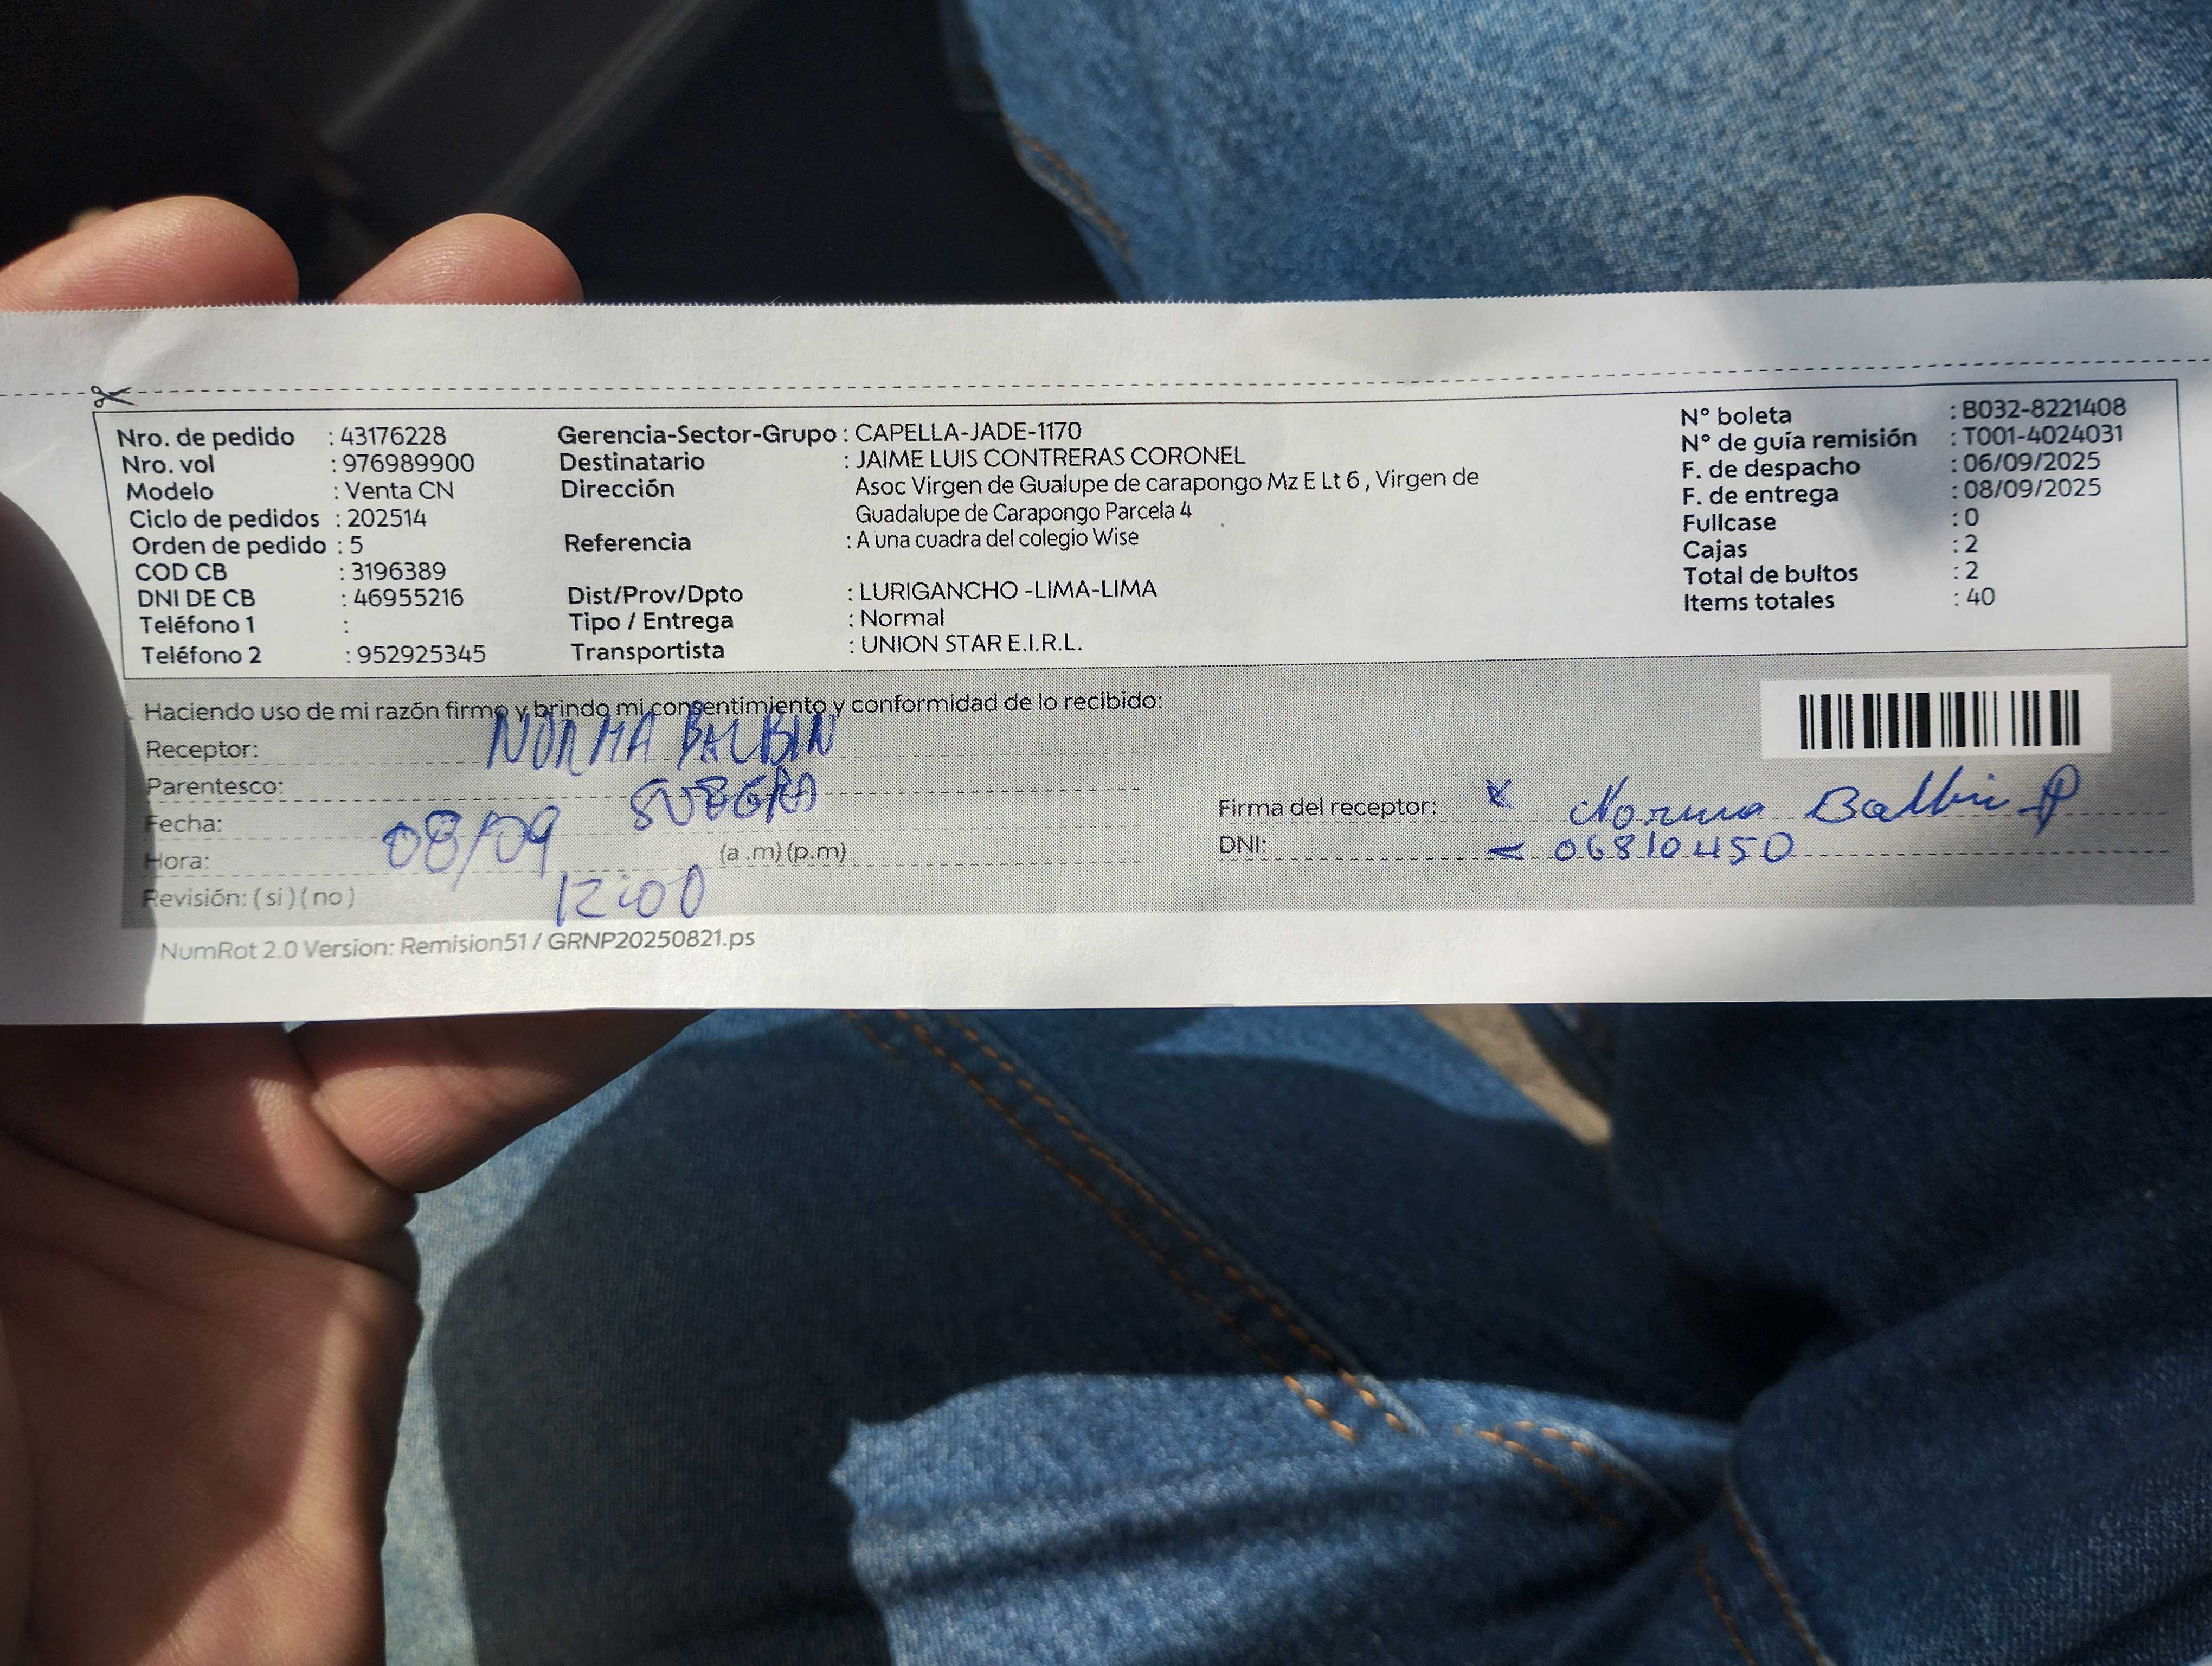 Nro. de pedido : 43176228
Nro. vol : 976989900
Modelo : Venta CN
Ciclo de pedidos : 202514
Orden de pedido : 5
COD CB : 3196389
DNI DE CB : 46955216
Teléfono 1 :
Teléfono 2 : 952925345
Gerencia-Sector-Grupo : CAPELLA-JADE-1170
Destinatario : JAIME LUIS CONTRERAS CORONEL
Dirección Asoc Virgen de Gualupe de carapongo Mz E Lt 6 , Virgen de
Guadalupe de Carapongo Parcela 4
Referencia : A una cuadra del colegio Wise
Dist/Prov/Dpto : LURIGANCHO -LIMA-LIMA
Tipo / Entrega : Normal
Transportista : UNION STAR E.I.R.L.
N° boleta : B032-8221408
N° de guía remisión : T001-4024031
F. de despacho : 06/09/2025
F. de entrega : 08/09/2025
Fullcase : 0
Cajas : 2
Total de bultos : 2
Items totales : 40
Haciendo uso de mi razón firmo y brindo mi consentimiento y conformidad de lo recibido:
Receptor: NORMA BALBIN
Parentesco: SUEGRA
Fecha: 08/09
Hora: 12:00 (a .m) (p.m)
Revisión: ( si ) ( no )
Firma del receptor: x Norma Balbin P
DNI: 06810450
NumRot 2.0 Version: Remision51 / GRNP20250821.ps